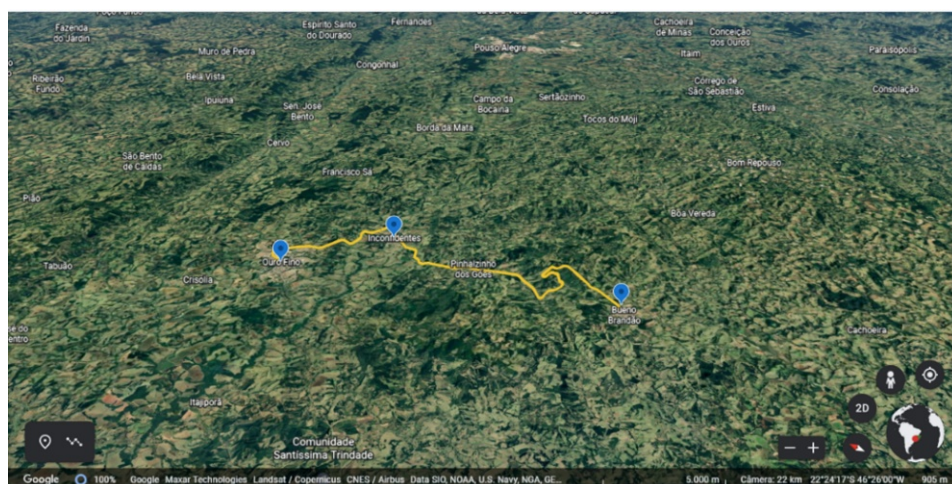 Espírito Santo
do Dourado
Fernandes
Cachoeira
de Minas
Conceição
dos Ouros
Fazenda
do Jardin
Muro de Pedra
Pouso Alegre
Itaim
Paraisópolis
Congonhal
Ribeirão
Fundo
Bela Vista
Ipuiuna
Sen. José
Bento
Campo da
Bocaina
Sertãozinho
Córrego de
São Sebastião
Consolação
Estiva
Tocos do Moji
Borda da Mata
Cervo
São Bento
de Caldas
Francisco Sá
Bom Repouso
Pião
Boa Vereda
Inconfidentes
Ouro Fino
Tabuão
Crisólia
Pinhalzinho
dos Góes
Bueno
Brandão
Cachoeira
Itajiporã
Comunidade
Santíssima Trindade
2D
Google 100% Google Maxar Technologies Landsat / Copernicus CNES / Airbus Data SIO, NOAA, U.S. Navy, NGA, GE... 5.000 m Câmera: 22 km 22°24'17"S 46°26'00"W 905 m